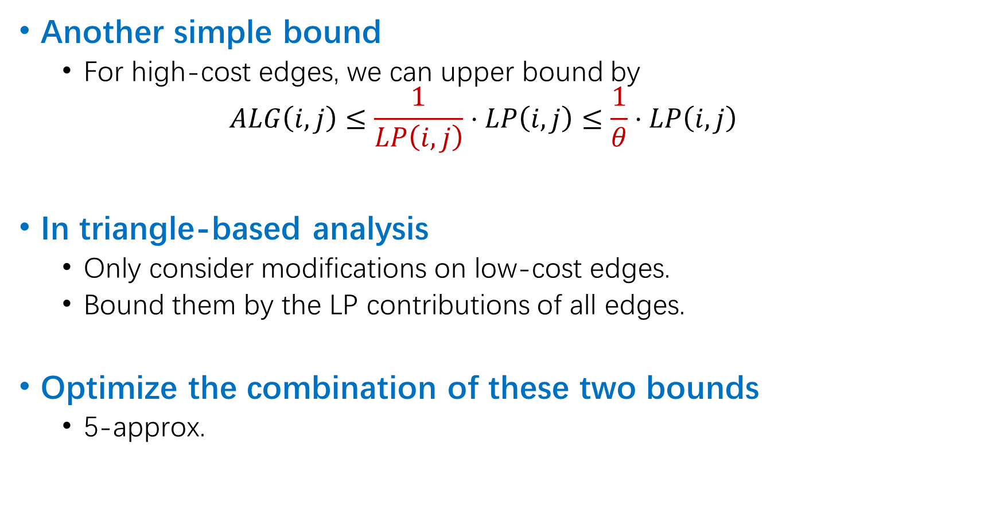 • Another simple bound
• For high-cost edges, we can upper bound by
$ALG(i,j) \leq \frac{1}{LP(i,j)} \cdot LP(i,j) \leq \frac{1}{\theta} \cdot LP(i,j)$
• In triangle-based analysis
• Only consider modifications on low-cost edges.
• Bound them by the LP contributions of all edges.
• Optimize the combination of these two bounds
• 5-approx.